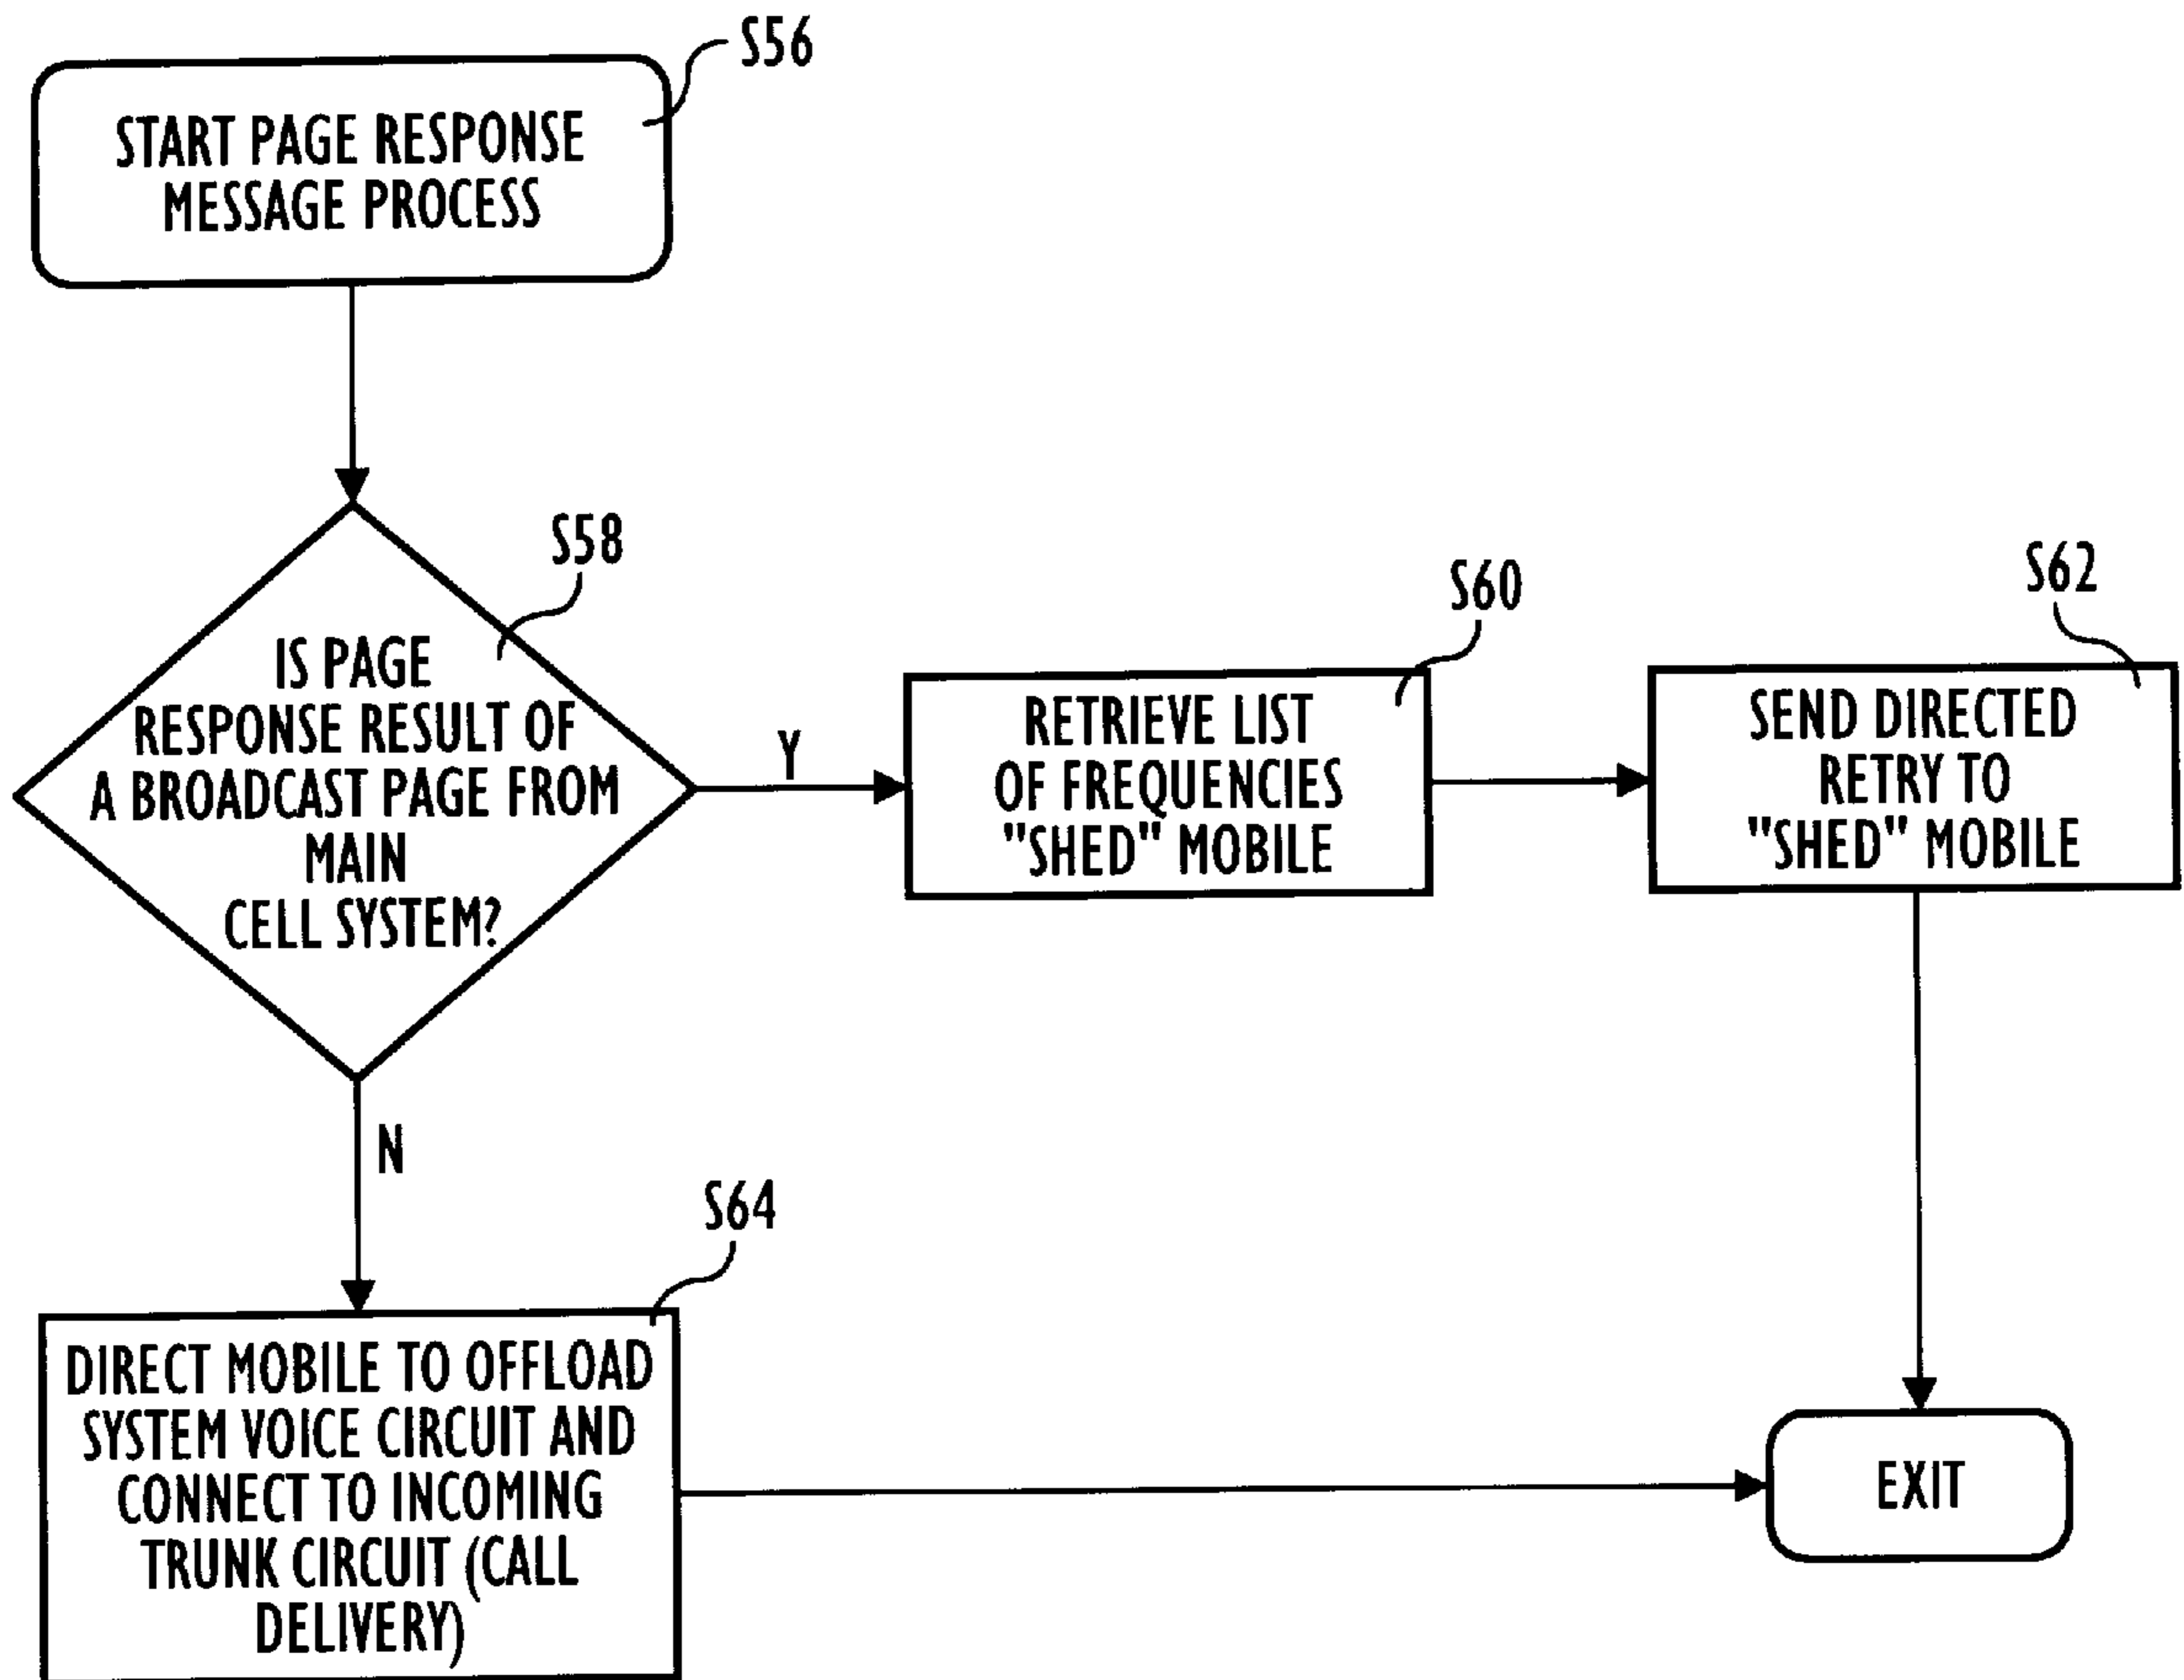 S56
START PAGE RESPONSE
MESSAGE PROCESS
S58
IS PAGE
RESPONSE RESULT OF
A BROADCAST PAGE FROM
MAIN
CELL SYSTEM?
Y
S60
RETRIEVE LIST
OF FREQUENCIES
"SHED" MOBILE
S62
SEND DIRECTED
RETRY TO
"SHED" MOBILE
N
S64
DIRECT MOBILE TO OFFLOAD
SYSTEM VOICE CIRCUIT AND
CONNECT TO INCOMING
TRUNK CIRCUIT (CALL
DELIVERY)
EXIT